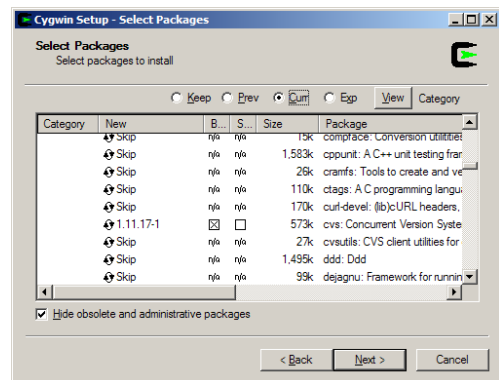 Cygwin Setup - Select Packages
Select Packages
Select packages to install
Keep Prev Curr Exp View Category
Category New B... S... Size Package
Skip n/a n/a 15k compface: Conversion utilities
Skip n/a n/a 1,583k cppunit: A C++ unit testing fran
Skip n/a n/a 26k cramfs: Tools to create and ve
Skip n/a n/a 110k ctags: A C programming langu
Skip n/a n/a 170k curl-devel: (lib)cURL headers,
1.11.17-1 573k cvs: Concurrent Version Syste
Skip n/a n/a 27k cvsutils: CVS client utilities for
Skip n/a n/a 1,495k ddd: Ddd
Skip n/a n/a 99k dejagnu: Framework for runnin
Hide obsolete and administrative packages
< Back Next > Cancel